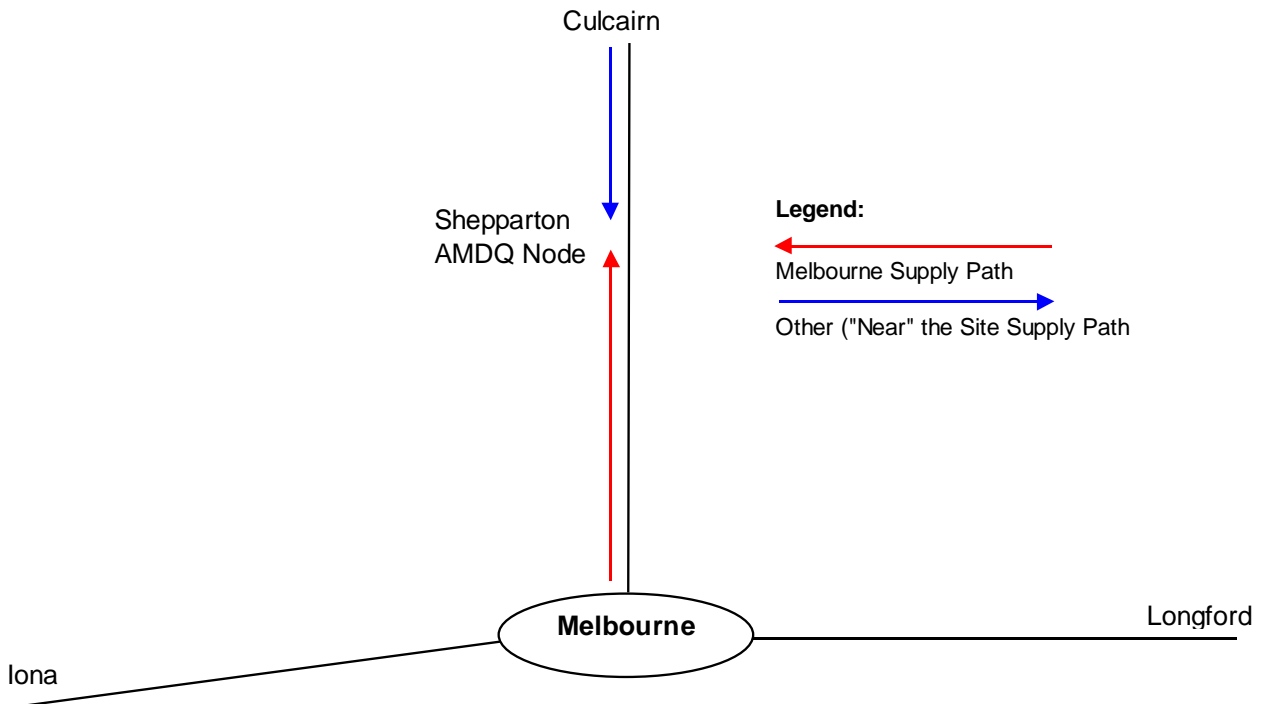 Culcairn
Shepparton
AMDQ Node
Legend:
Melbourne Supply Path
Other ("Near" the Site Supply Path
Melbourne
Longford
Iona